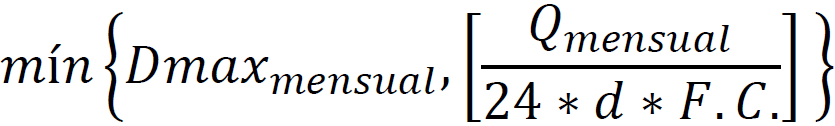 mín{Dmax_mensual, [Q_mensual / 24 * d * F.C.]}